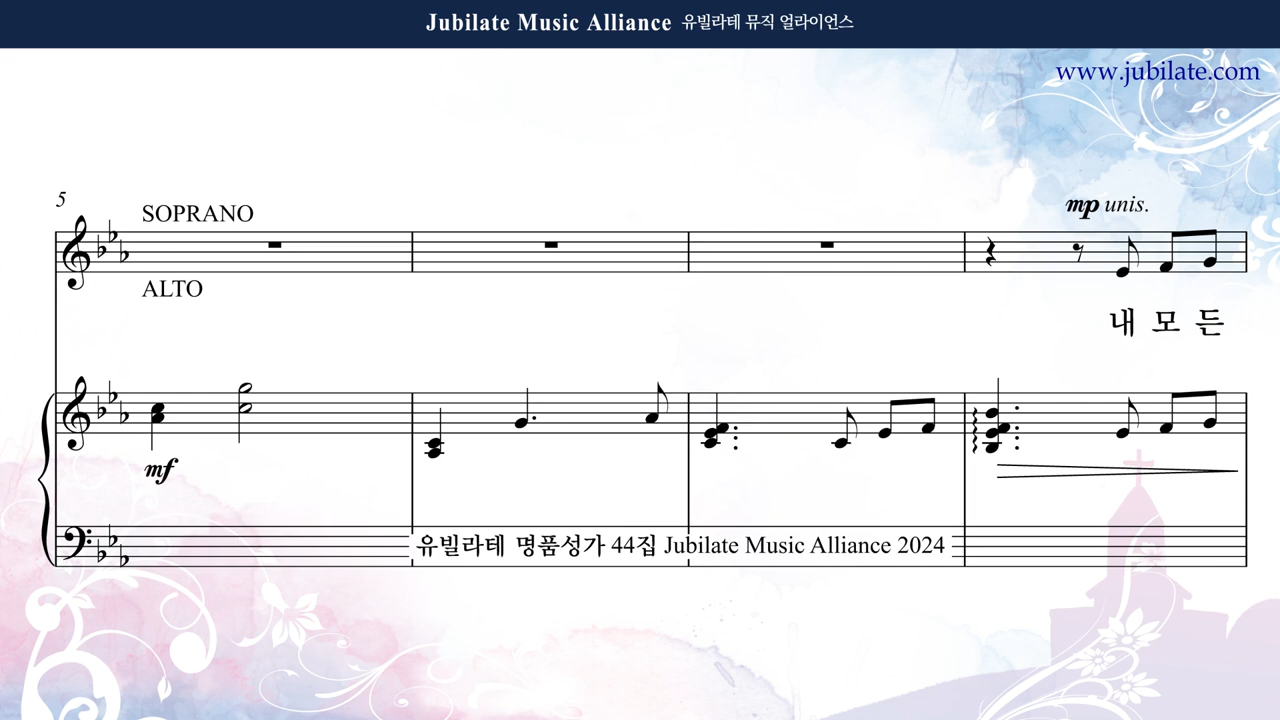 Jubilate Music Alliance 유빌라테 뮤직 얼라이언스
www.jubilate.com
5
SOPRANO
mp unis.
ALTO
내 모 든
mf
유빌라테 명품성가 44집 Jubilate Music Alliance 2024